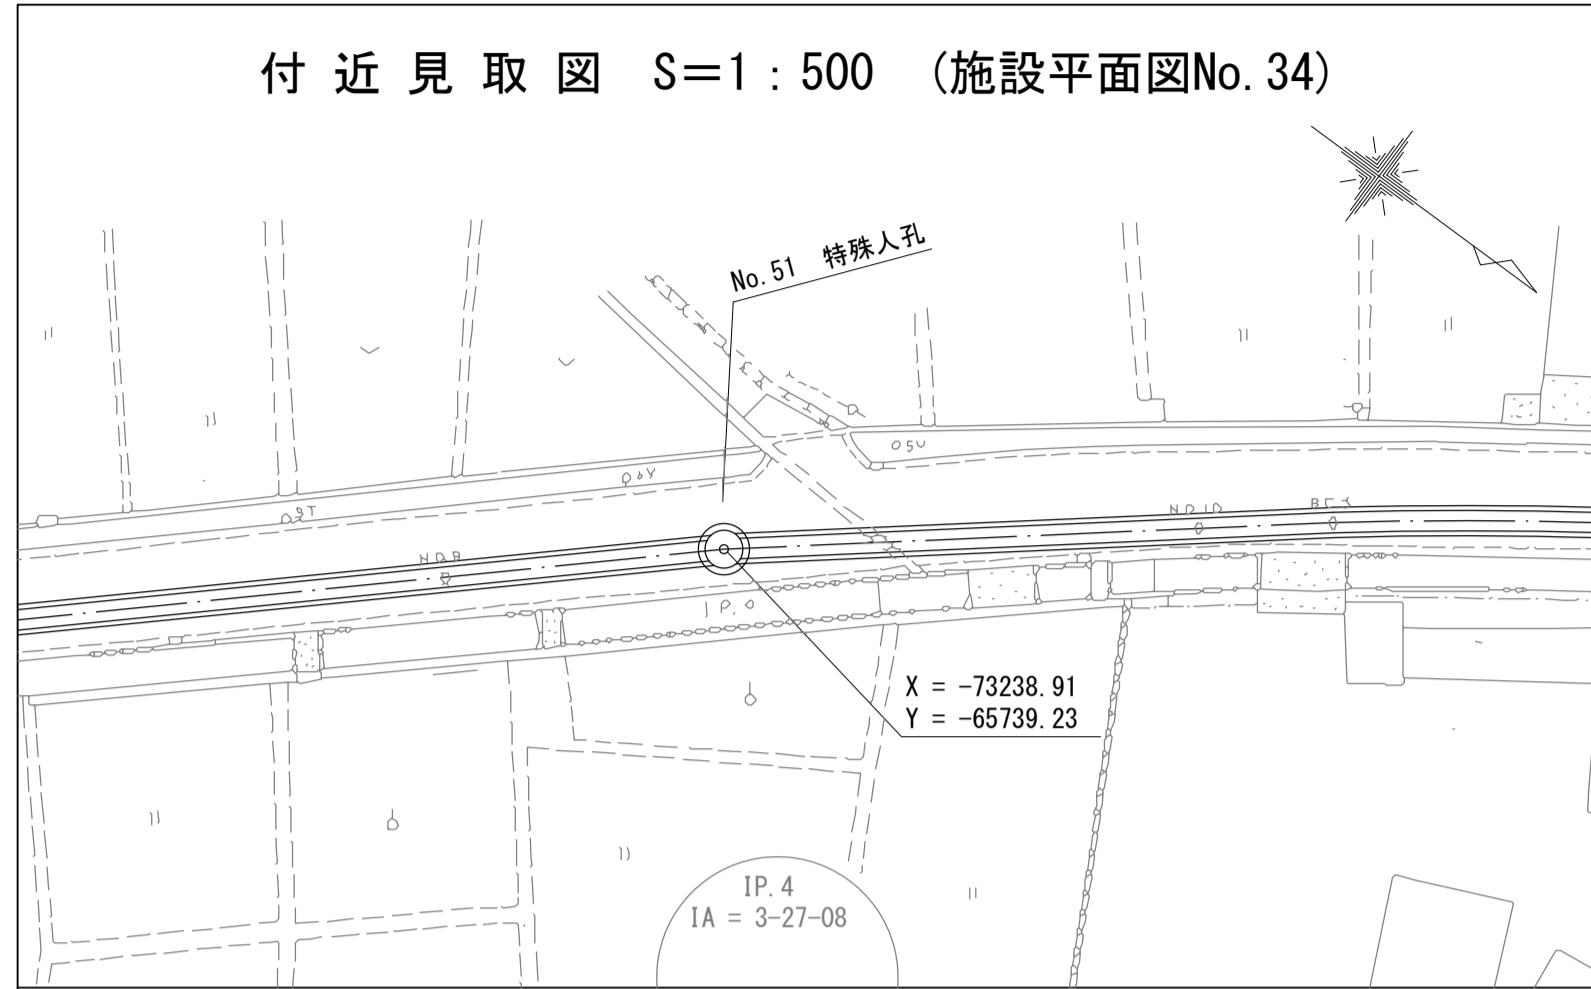 付近見取図 S=1:500 (施設平面図No.34)
No.51 特殊人孔
X = -73238.91
Y = -65739.23
IP.4
IA = 3-27-08